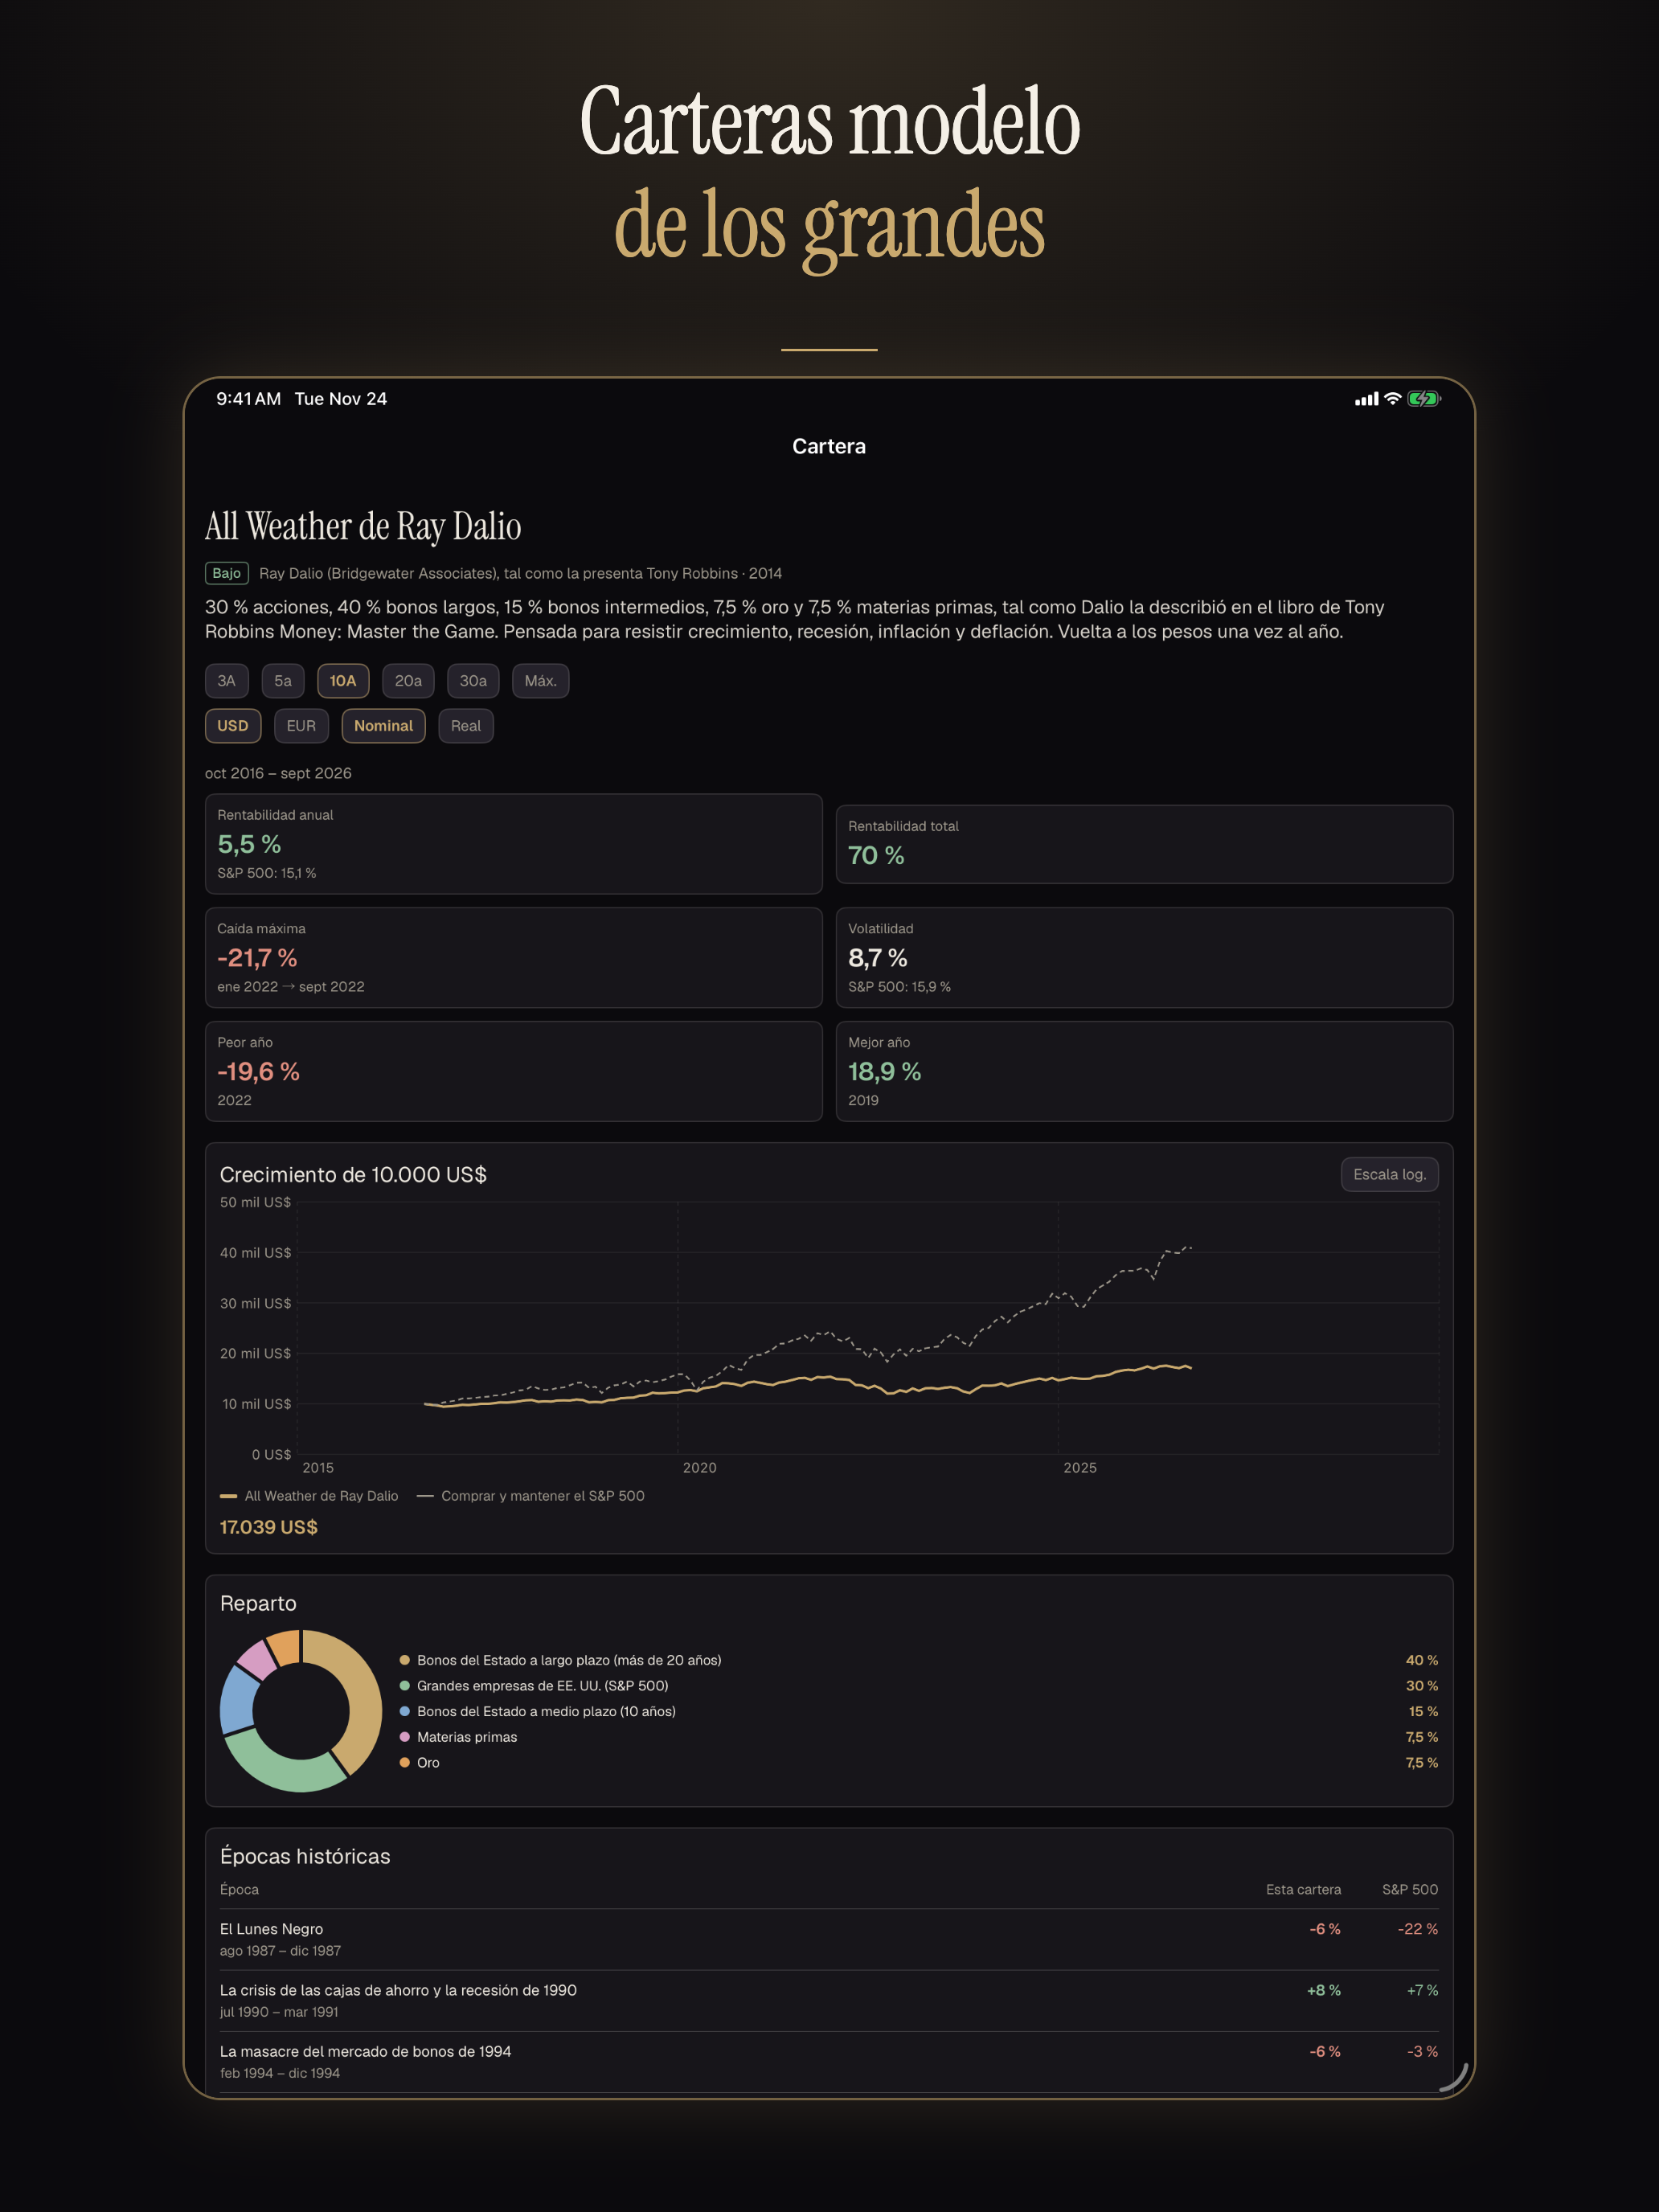 Carteras modelo
de los grandes
9:41 AM Tue Nov 24
Cartera
All Weather de Ray Dalio
Bajo Ray Dalio (Bridgewater Associates), tal como la presenta Tony Robbins · 2014
30 % acciones, 40 % bonos largos, 15 % bonos intermedios, 7,5 % oro y 7,5 % materias primas, tal como Dalio la describió en el libro de Tony
Robbins Money: Master the Game. Pensada para resistir crecimiento, recesión, inflación y deflación. Vuelta a los pesos una vez al año.
3A 5a 10A 20a 30a Máx.
USD EUR Nominal Real
oct 2016 – sept 2026
Rentabilidad anual
5,5 %
S&P 500: 15,1 %
Rentabilidad total
70 %
Caída máxima
-21,7 %
ene 2022 → sept 2022
Volatilidad
8,7 %
S&P 500: 15,9 %
Peor año
-19,6 %
2022
Mejor año
18,9 %
2019
Crecimiento de 10.000 US$
Escala log.
50 mil US$
40 mil US$
30 mil US$
20 mil US$
10 mil US$
0 US$
2015 2020 2025
All Weather de Ray Dalio Comprar y mantener el S&P 500
17.039 US$
Reparto
Bonos del Estado a largo plazo (más de 20 años) 40 %
Grandes empresas de EE. UU. (S&P 500) 30 %
Bonos del Estado a medio plazo (10 años) 15 %
Materias primas 7,5 %
Oro 7,5 %
Épocas históricas
Época Esta cartera S&P 500
El Lunes Negro -6 % -22 %
ago 1987 – dic 1987
La crisis de las cajas de ahorro y la recesión de 1990 +8 % +7 %
jul 1990 – mar 1991
La masacre del mercado de bonos de 1994 -6 % -3 %
feb 1994 – dic 1994